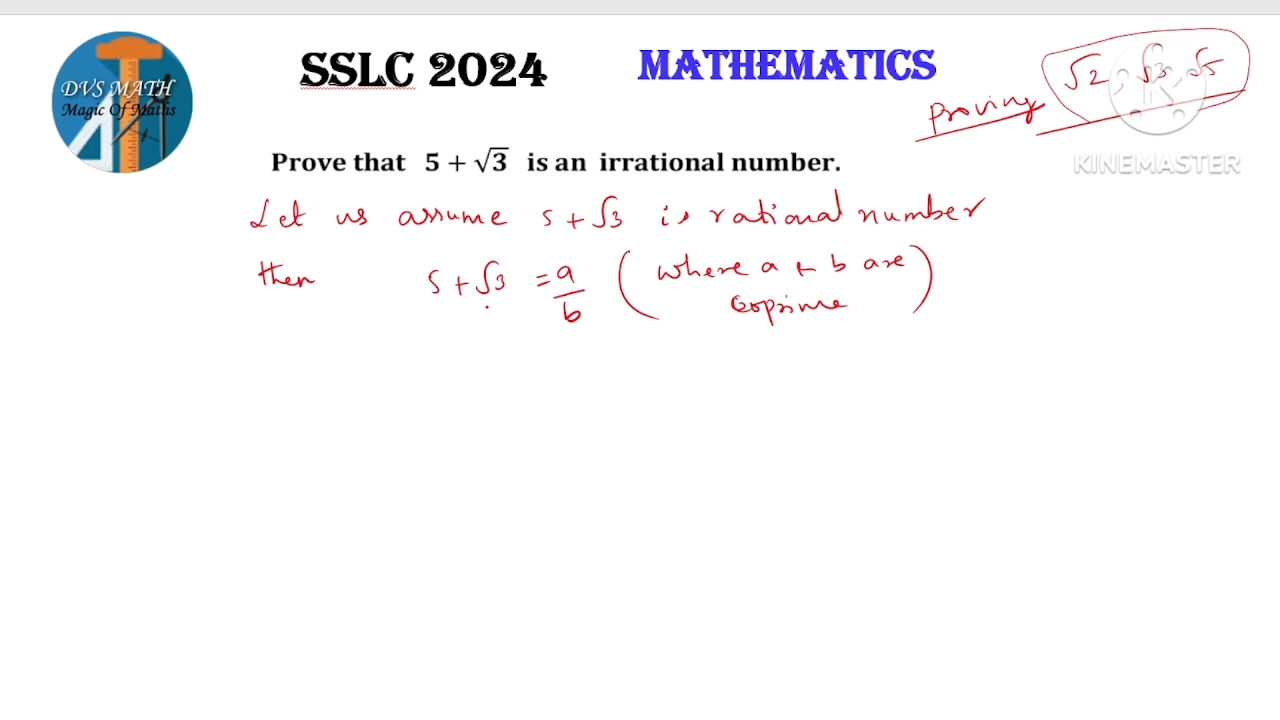 DVS MATH
Magic Of Maths
SSLC 2024
MATHEMATICS
Proving √2, √3, √5
KINEMASTER
Prove that 5 + √3 is an irrational number.
Let us assume 5 + √3 is rational number
then 5 + √3 = a/b (where a + b are coprime)